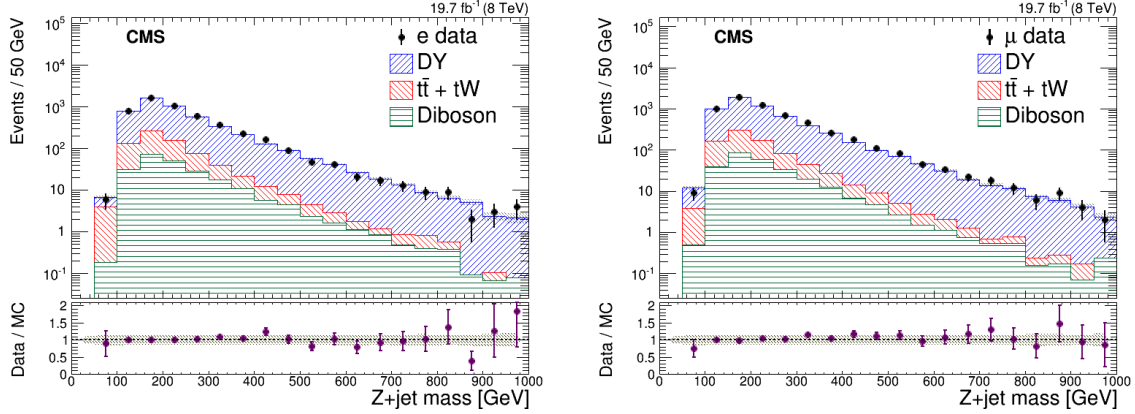 19.7 fb⁻¹ (8 TeV)
CMS
e data
DY
tt̄ + tW
Diboson
Events / 50 GeV
10⁵
10⁴
10³
10²
10
1
10⁻¹
Data / MC
2
1.5
1
0.5
0
0 100 200 300 400 500 600 700 800 900 1000
Z+jet mass [GeV]
19.7 fb⁻¹ (8 TeV)
CMS
μ data
DY
tt̄ + tW
Diboson
Events / 50 GeV
10⁵
10⁴
10³
10²
10
1
10⁻¹
Data / MC
2
1.5
1
0.5
0
0 100 200 300 400 500 600 700 800 900 1000
Z+jet mass [GeV]